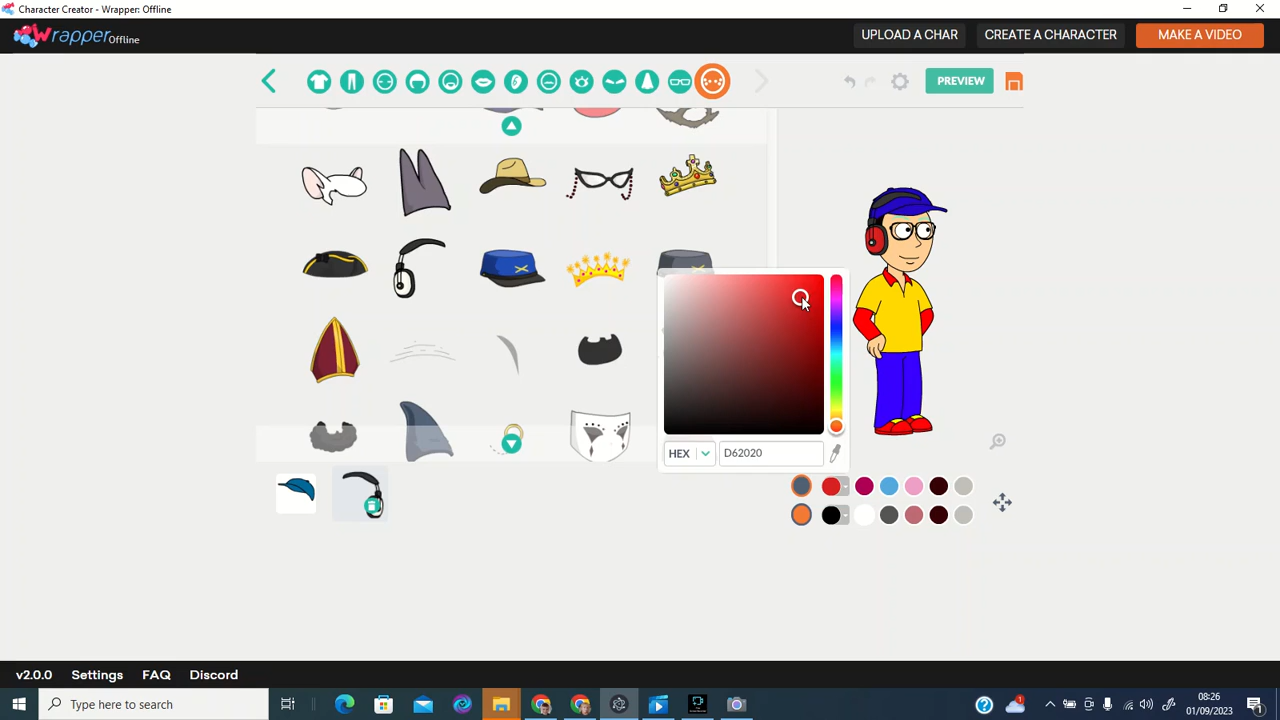 Character Creator - Wrapper: Offline
Wrapper Offline
UPLOAD A CHAR
CREATE A CHARACTER
MAKE A VIDEO
PREVIEW
HEX
D62020
v2.0.0
Settings
FAQ
Discord
Type here to search
08:26
01/09/2023